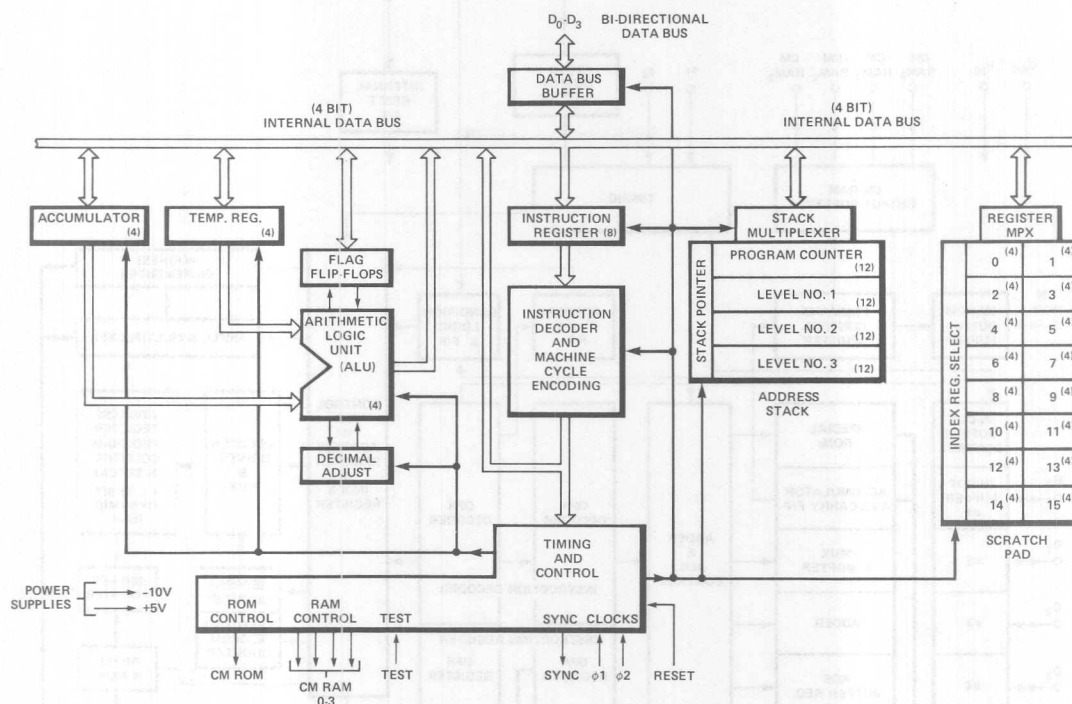 D0-D3 BI-DIRECTIONAL
DATA BUS
DATA BUS
BUFFER
(4 BIT)
INTERNAL DATA BUS
(4 BIT)
INTERNAL DATA BUS
ACCUMULATOR
(4)
TEMP. REG.
(4)
FLAG
FLIP-FLOPS
ARITHMETIC
LOGIC
UNIT
(ALU)
(4)
DECIMAL
ADJUST
INSTRUCTION
REGISTER (8)
INSTRUCTION
DECODER
AND
MACHINE
CYCLE
ENCODING
STACK
MULTIPLEXER
STACK POINTER
PROGRAM COUNTER
(12)
LEVEL NO. 1
(12)
LEVEL NO. 2
(12)
LEVEL NO. 3
(12)
ADDRESS
STACK
REGISTER
MPX
INDEX REG. SELECT
0 (4) 1 (4)
2 (4) 3 (4)
4 (4) 5 (4)
6 (4) 7 (4)
8 (4) 9 (4)
10 (4) 11 (4)
12 (4) 13 (4)
14 (4) 15 (4)
SCRATCH
PAD
TIMING
AND
CONTROL
POWER
SUPPLIES
-10V
+5V
ROM
CONTROL
RAM
CONTROL
TEST
SYNC CLOCKS
CM ROM
CM RAM
0-3
TEST
SYNC
ϕ1
ϕ2
RESET